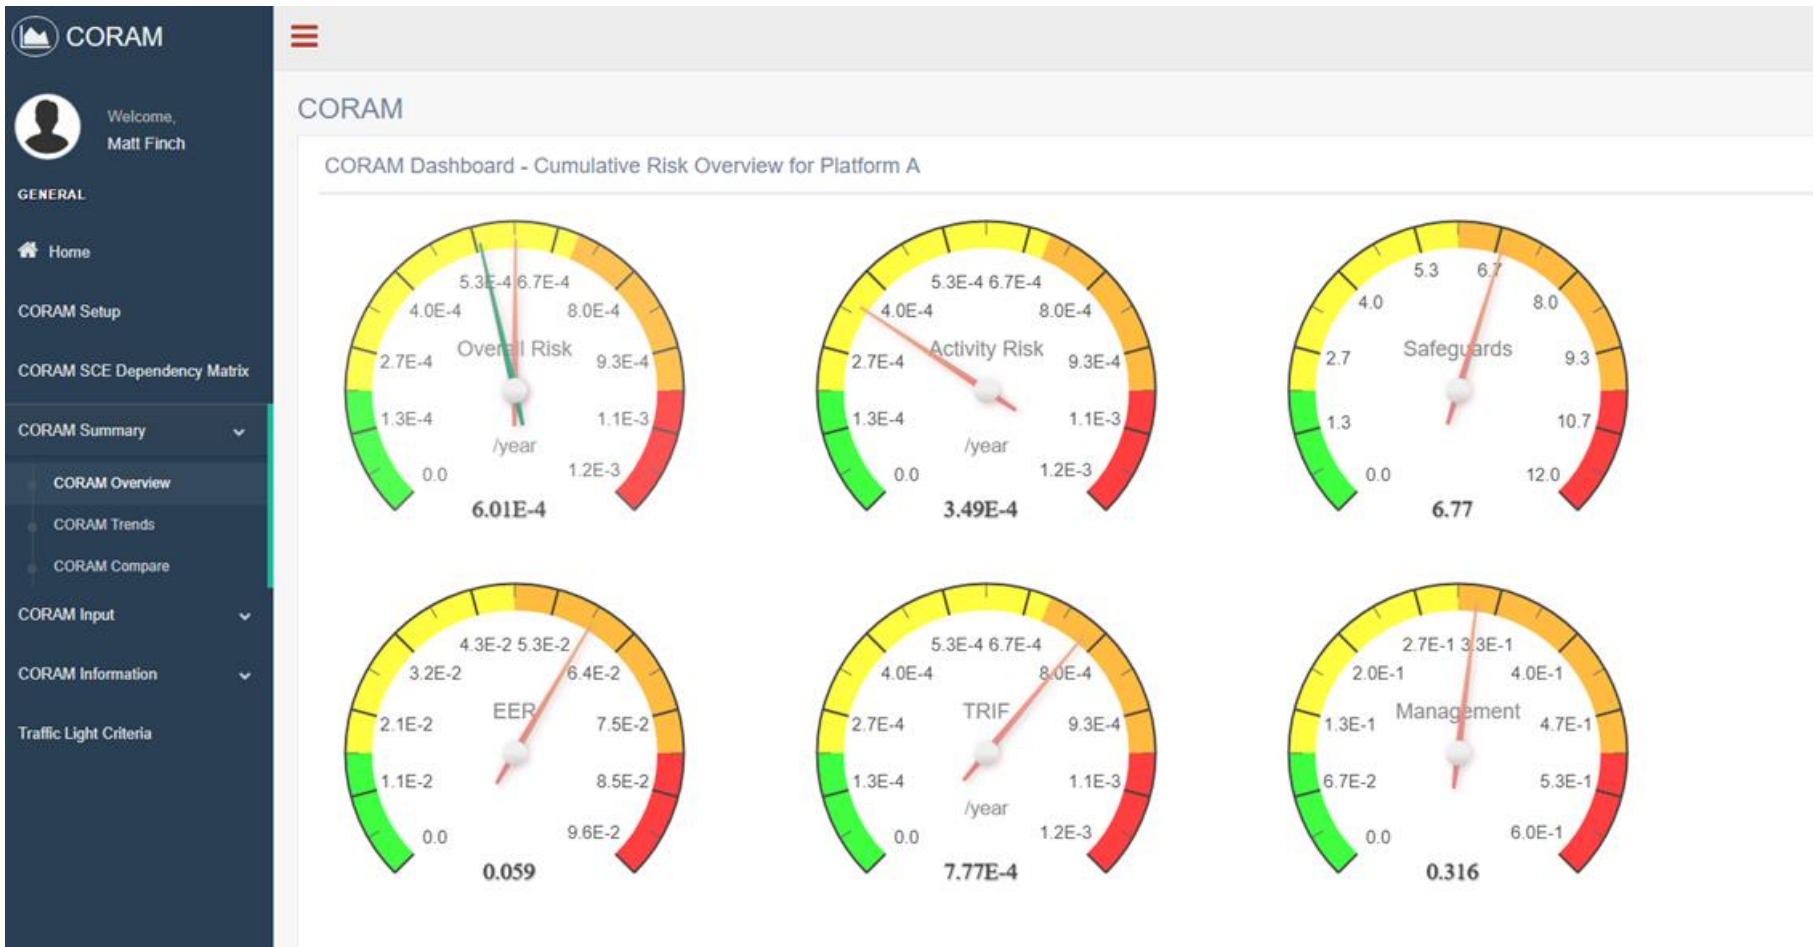 CORAM
Welcome,
Matt Finch
GENERAL
Home
CORAM Setup
CORAM SCE Dependency Matrix
CORAM Summary
CORAM Overview
CORAM Trends
CORAM Compare
CORAM Input
CORAM Information
Traffic Light Criteria
CORAM
CORAM Dashboard - Cumulative Risk Overview for Platform A
5.3E-4 6.7E-4
4.0E-4 8.0E-4
Overall Risk
2.7E-4 9.3E-4
1.3E-4 1.1E-3
/year
0.0 1.2E-3
6.01E-4
5.3E-4 6.7E-4
4.0E-4 8.0E-4
Activity Risk
2.7E-4 9.3E-4
1.3E-4 1.1E-3
/year
0.0 1.2E-3
3.49E-4
5.3 6.7
4.0 8.0
Safeguards
2.7 9.3
1.3 10.7
0.0 12.0
6.77
4.3E-2 5.3E-2
3.2E-2 6.4E-2
EER
2.1E-2 7.5E-2
1.1E-2 8.5E-2
0.0 9.6E-2
0.059
5.3E-4 6.7E-4
4.0E-4 8.0E-4
TRIF
2.7E-4 9.3E-4
1.3E-4 1.1E-3
/year
0.0 1.2E-3
7.77E-4
2.7E-1 3.3E-1
2.0E-1 4.0E-1
Management
1.3E-1 4.7E-1
6.7E-2 5.3E-1
0.0 6.0E-1
0.316